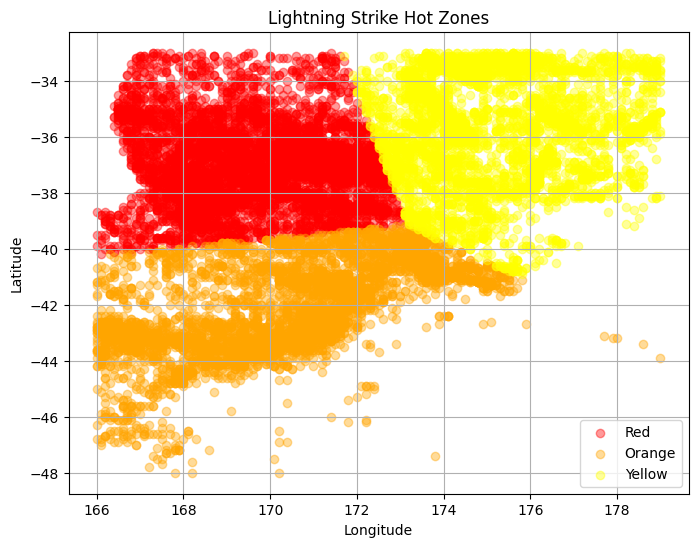 Lightning Strike Hot Zones
Latitude
−34
−36
−38
−40
−42
−44
−46
−48
166
168
170
172
174
176
178
Longitude
Red
Orange
Yellow